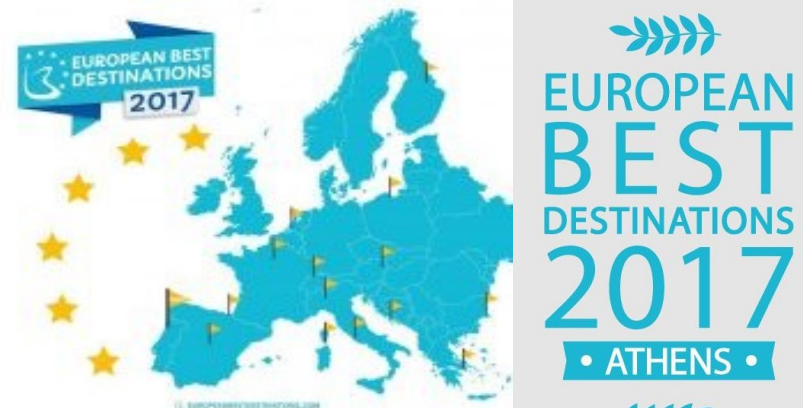 EUROPEAN BEST
DESTINATIONS
2017
EUROPEAN
BEST
DESTINATIONS
2017
• ATHENS •